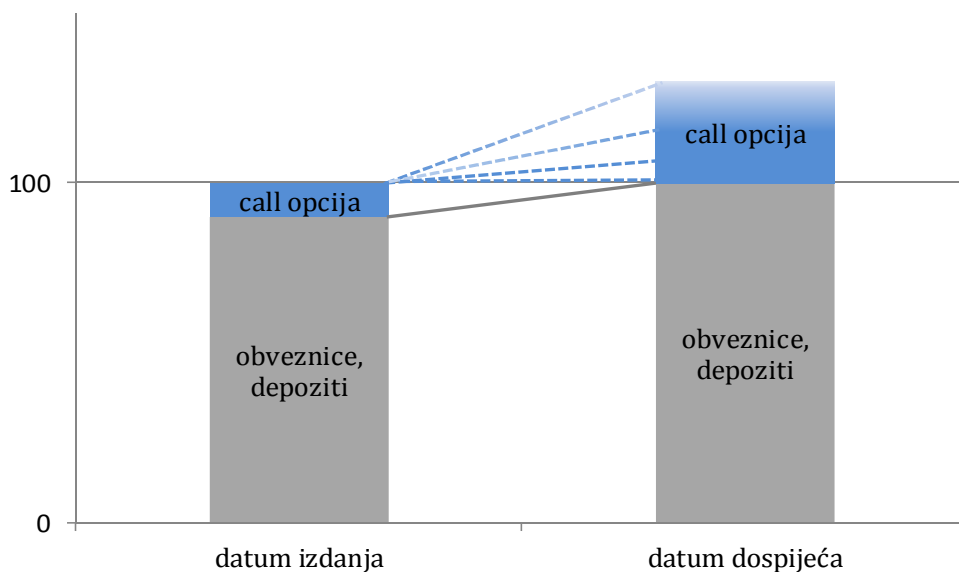 call opcija
100
call opcija
obveznice,
depoziti
obveznice,
depoziti
0
datum izdanja
datum dospijeća